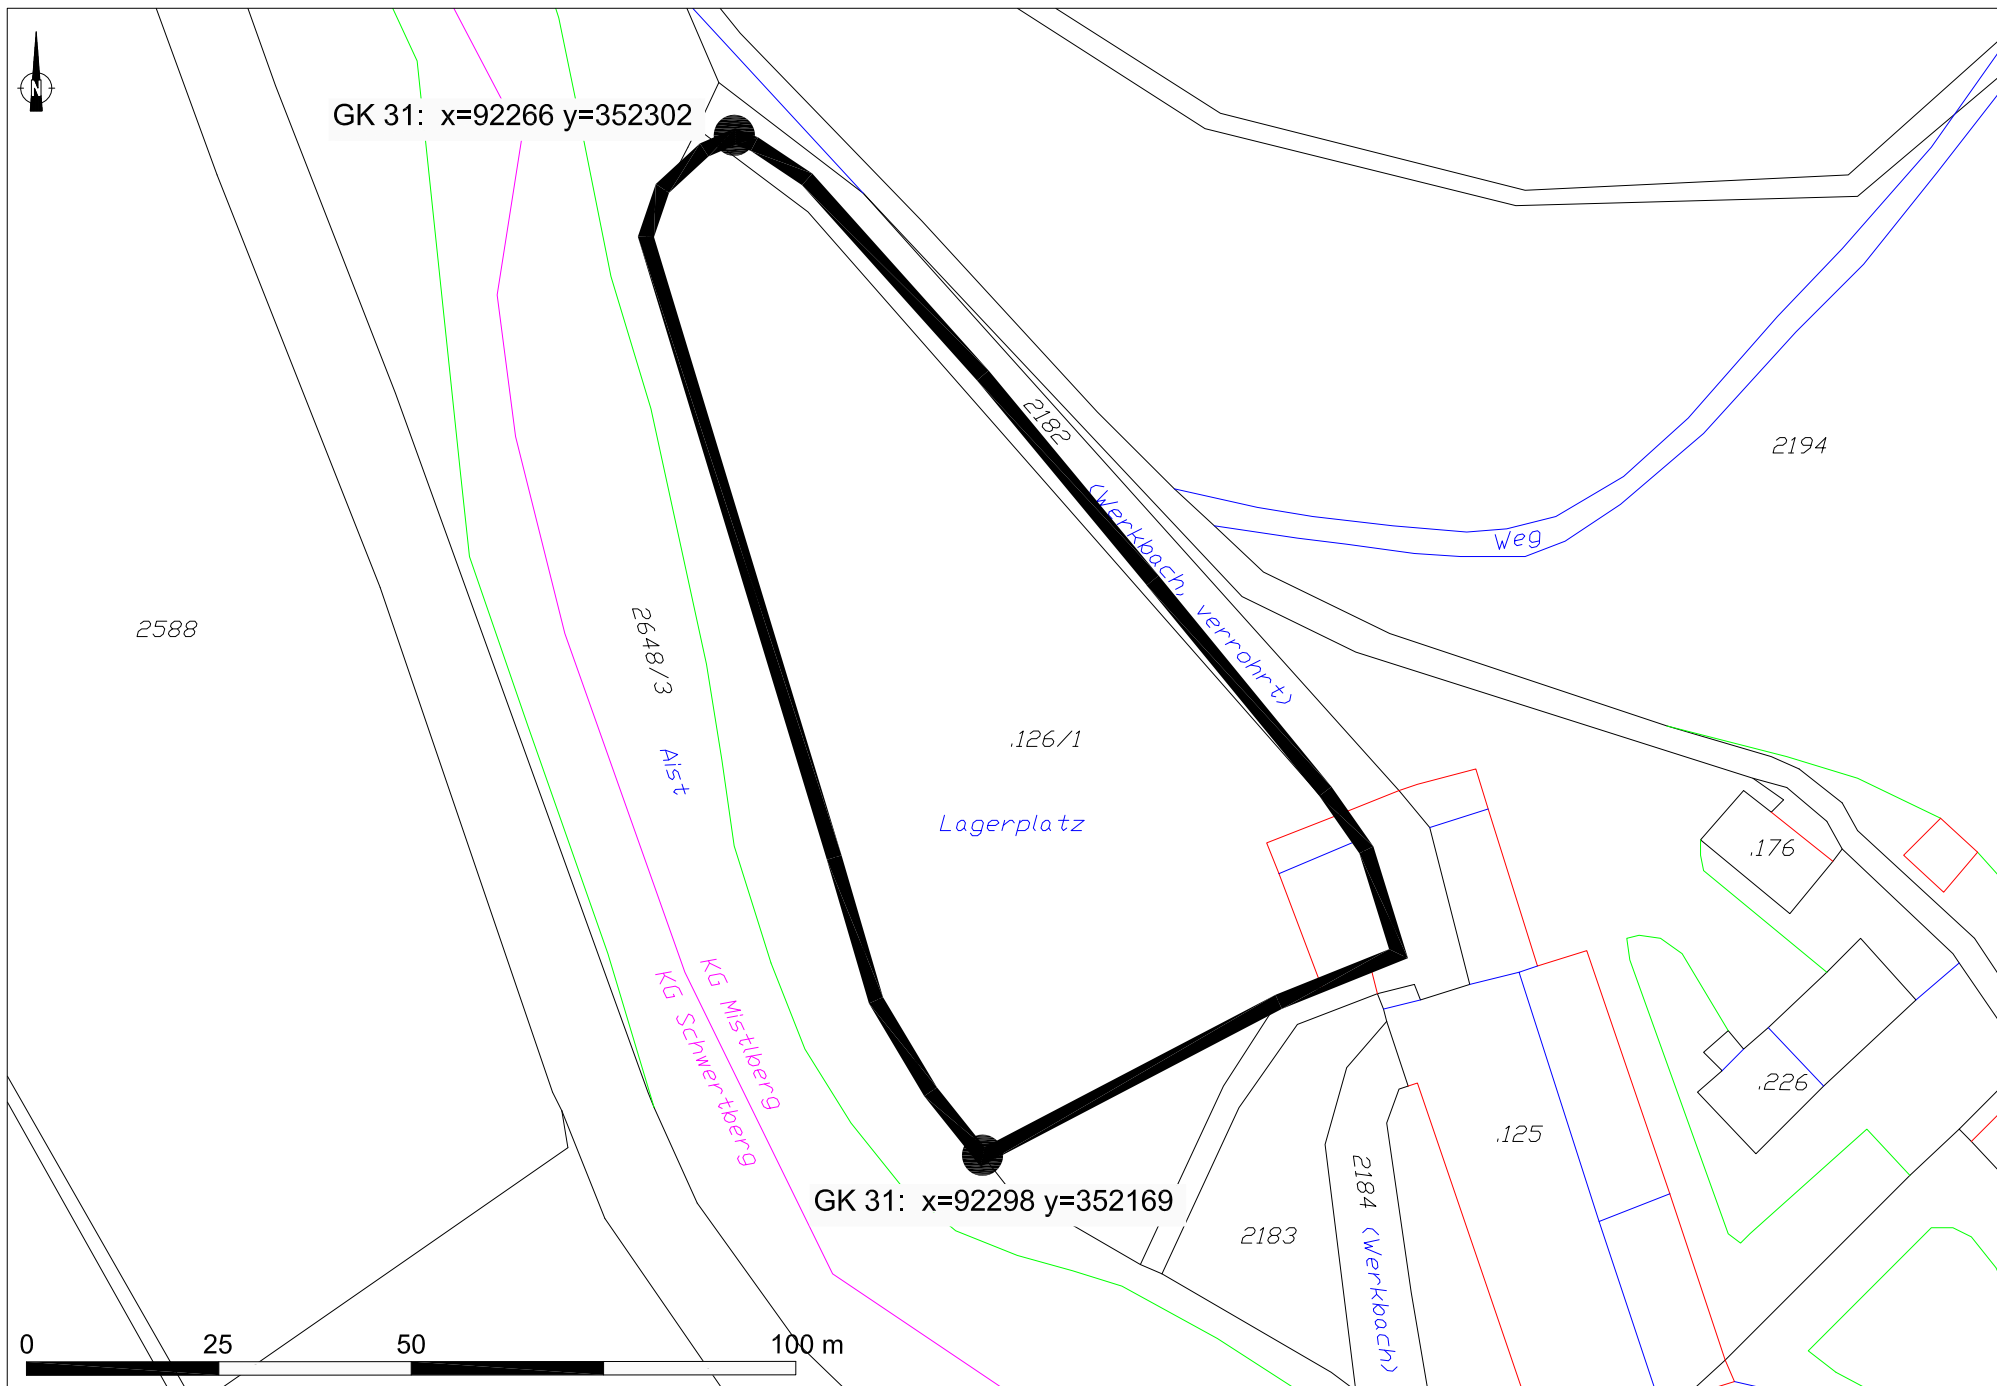 N
GK 31: x=92266 y=352302
2182
(Werkbach, verrohrt)
2194
Weg
2588
2648/3
Aist
.126/1
Lagerplatz
.176
KG Mistlberg
KG Schwertberg
.226
.125
2184 (Werkbach)
GK 31: x=92298 y=352169
2183
0 25 50 100 m